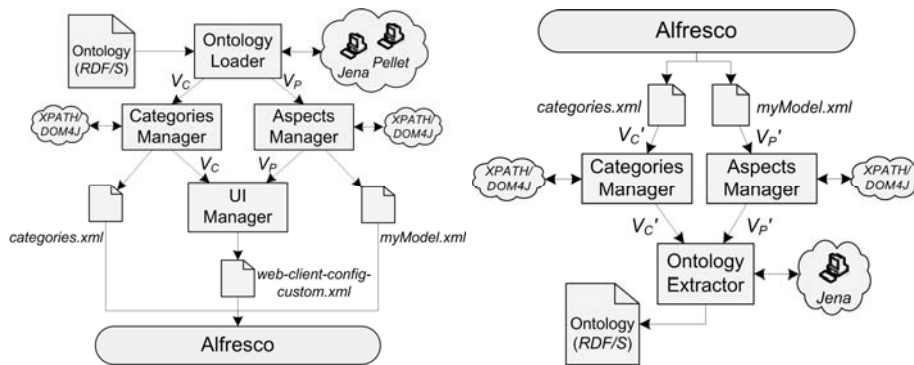 Ontology
(RDF/S)
Ontology
Loader
Jena
Pellet
V_C
V_P
XPATH/
DOM4J
Categories
Manager
Aspects
Manager
XPATH/
DOM4J
V_C
V_P
UI
Manager
categories.xml
myModel.xml
web-client-config-
custom.xml
Alfresco
Alfresco
categories.xml
myModel.xml
V_C'
V_P'
XPATH/
DOM4J
Categories
Manager
Aspects
Manager
XPATH/
DOM4J
V_C'
V_P'
Ontology
Extractor
Jena
Ontology
(RDF/S)